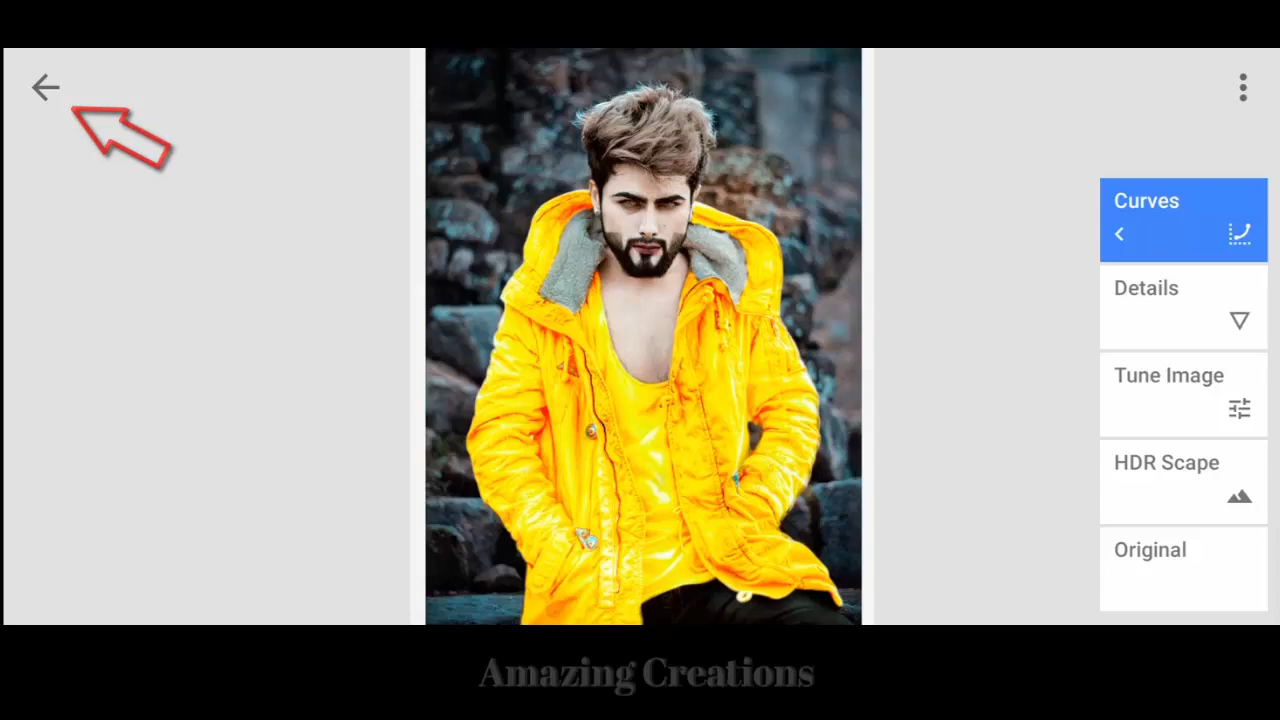 Curves
Details
Tune Image
HDR Scape
Original
Amazing Creations